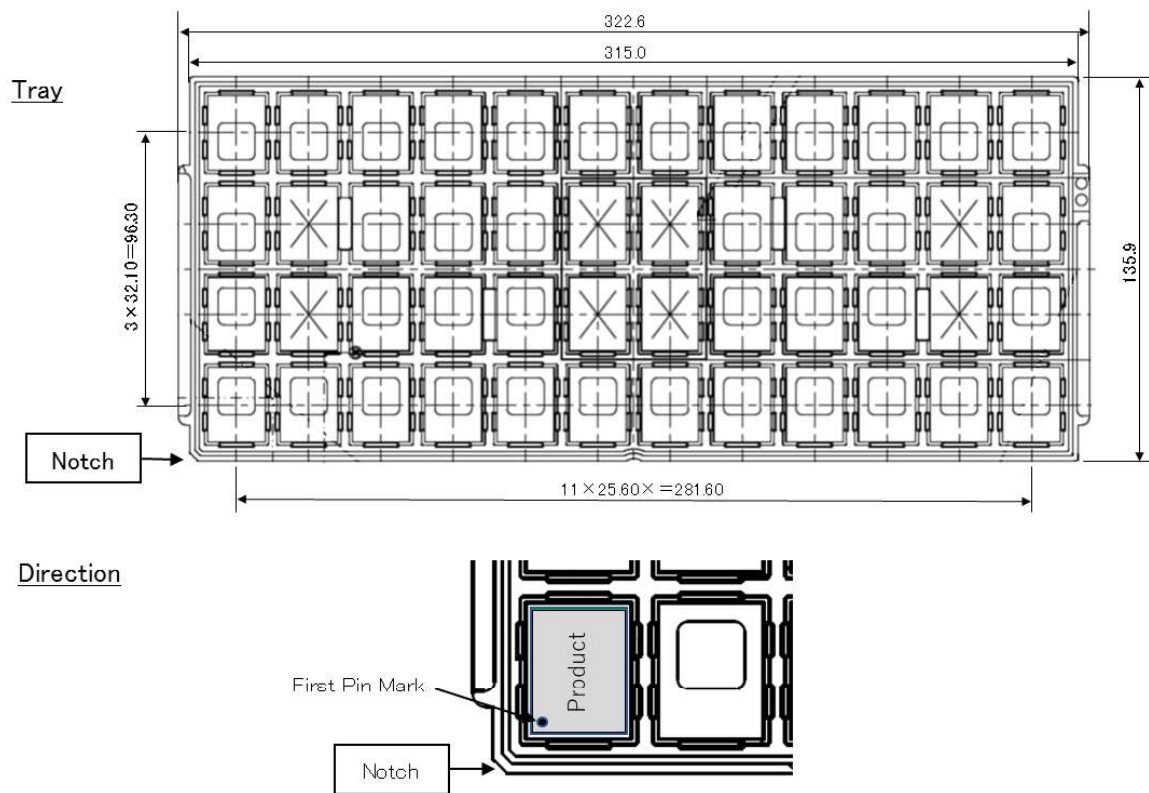 322.6
315.0
Tray
3×32.10=96.30
135.9
Notch
11×25.60×=281.60
Direction
Product
First Pin Mark
Notch